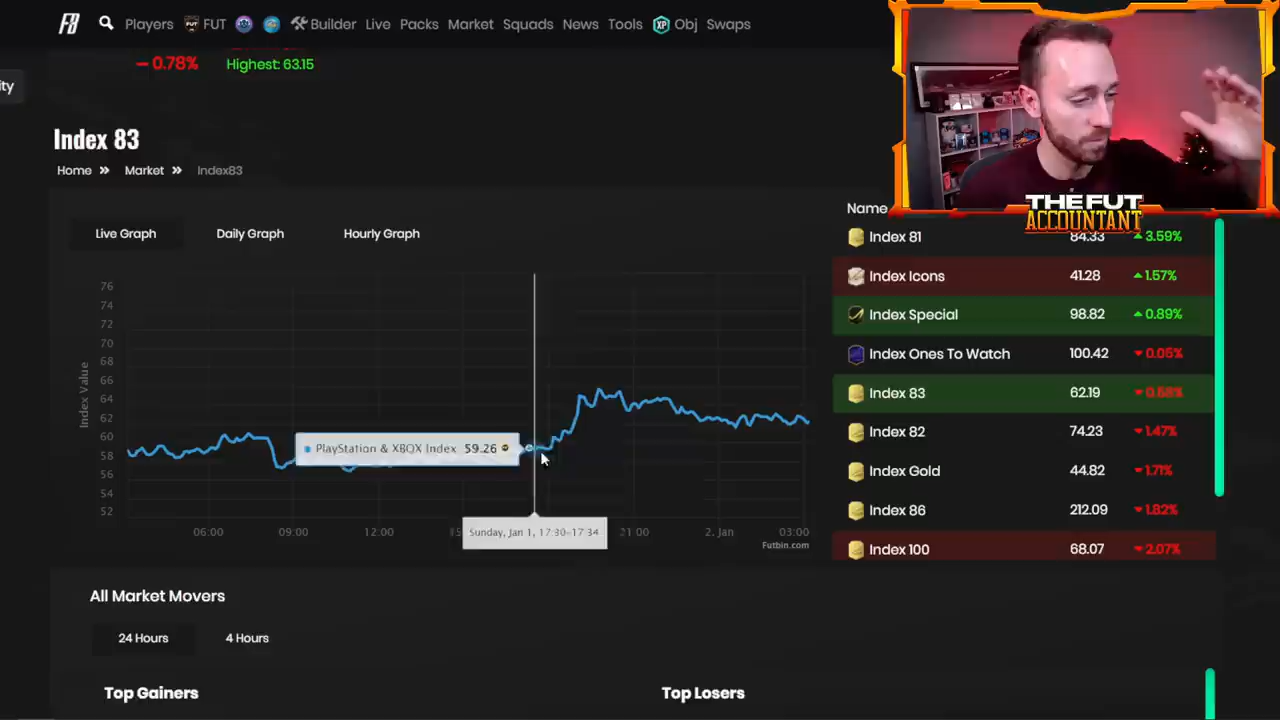 F8 Players FUT Builder Live Packs Market Squads News Tools XP Obj Swaps
0.78% Highest: 63.15
ity
Index 83
Home >> Market >> Index83
Live Graph Daily Graph Hourly Graph
76
74
72
70
68
66
64
62
60
58
56
54
52
Index Value
PlayStation & XBOX Index 59.26
Sunday, Jan 1, 17:30-17:34
06:00 09:00 12:00 21:00 2. Jan 03:00
Futbin.com
THE FUT
ACCOUNTANT
Name
Index 81 84.33 3.59%
Index Icons 41.28 1.57%
Index Special 98.82 0.89%
Index Ones To Watch 100.42 0.05%
Index 83 62.19
Index 82 74.23 1.47%
Index Gold 44.82 1.71%
Index 86 212.09 1.82%
Index 100 68.07 2.07%
All Market Movers
24 Hours 4 Hours
Top Gainers Top Losers